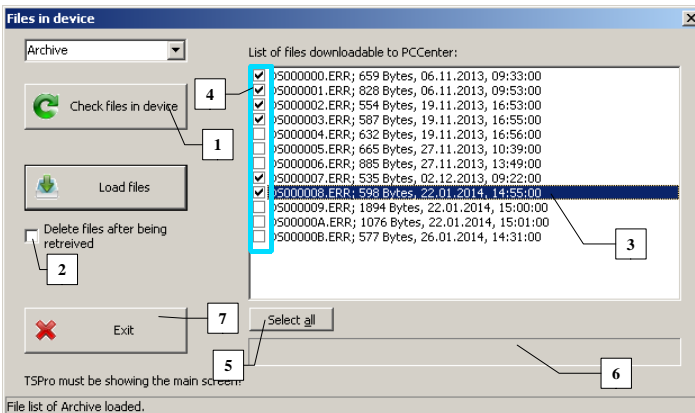 Files in device
Archive
List of files downloadable to PCCenter:
DS000000.ERR; 659 Bytes, 06.11.2013, 09:33:00
DS000001.ERR; 828 Bytes, 06.11.2013, 09:53:00
DS000002.ERR; 554 Bytes, 19.11.2013, 16:53:00
DS000003.ERR; 587 Bytes, 19.11.2013, 16:55:00
DS000004.ERR; 632 Bytes, 19.11.2013, 16:56:00
DS000005.ERR; 665 Bytes, 27.11.2013, 10:39:00
DS000006.ERR; 885 Bytes, 27.11.2013, 13:49:00
DS000007.ERR; 535 Bytes, 02.12.2013, 09:22:00
DS000008.ERR; 598 Bytes, 22.01.2014, 14:55:00
DS000009.ERR; 1894 Bytes, 22.01.2014, 15:00:00
DS00000A.ERR; 1076 Bytes, 22.01.2014, 15:01:00
DS00000B.ERR; 577 Bytes, 26.01.2014, 14:31:00
4
Check files in device
1
Load files
Delete files after being
retreived
3
2
Exit
7
Select all
5
6
TSPro must be showing the main screen!
File list of Archive loaded.